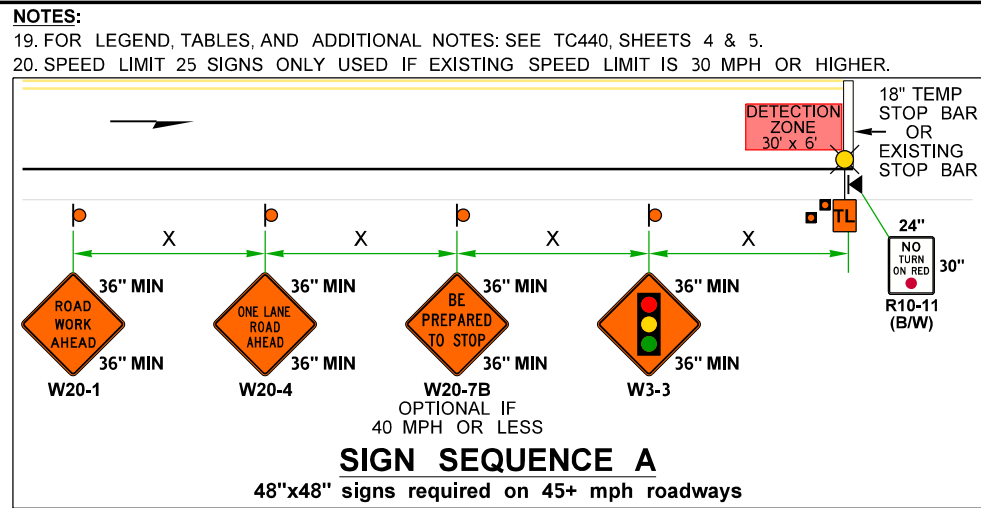 NOTES:
19. FOR LEGEND, TABLES, AND ADDITIONAL NOTES: SEE TC440, SHEETS 4 & 5.
20. SPEED LIMIT 25 SIGNS ONLY USED IF EXISTING SPEED LIMIT IS 30 MPH OR HIGHER.
DETECTION
ZONE
30' x 6'
18" TEMP
STOP BAR
OR
EXISTING
STOP BAR
TL
X
X
X
X
24"
30"
NO
TURN
ON RED
R10-11
(B/W)
36" MIN
ROAD
WORK
AHEAD
36" MIN
W20-1
36" MIN
ONE LANE
ROAD
AHEAD
36" MIN
W20-4
36" MIN
BE
PREPARED
TO STOP
36" MIN
W20-7B
OPTIONAL IF
40 MPH OR LESS
36" MIN
36" MIN
W3-3
SIGN SEQUENCE A
48"x48" signs required on 45+ mph roadways